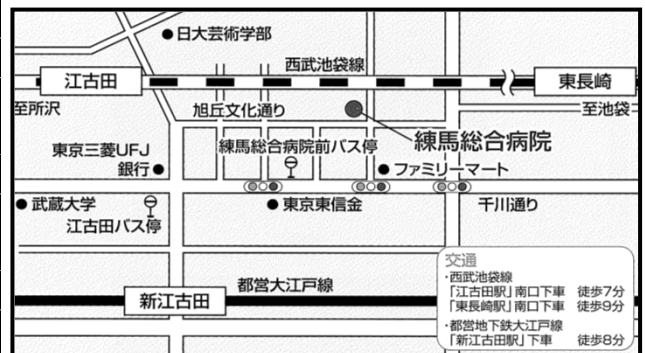 日大芸術学部
西武池袋線
江古田
東長崎
至所沢
旭丘文化通り
至池袋
練馬総合病院
東京三菱UFJ
銀行
練馬総合病院前バス停
ファミリーマート
武蔵大学
江古田バス停
東京東信金
千川通り
都営大江戸線
新江古田
交通
・西武池袋線
「江古田駅」南口下車 徒歩7分
「東長崎駅」南口下車 徒歩9分
・都営地下鉄大江戸線
「新江古田駅」下車 徒歩8分